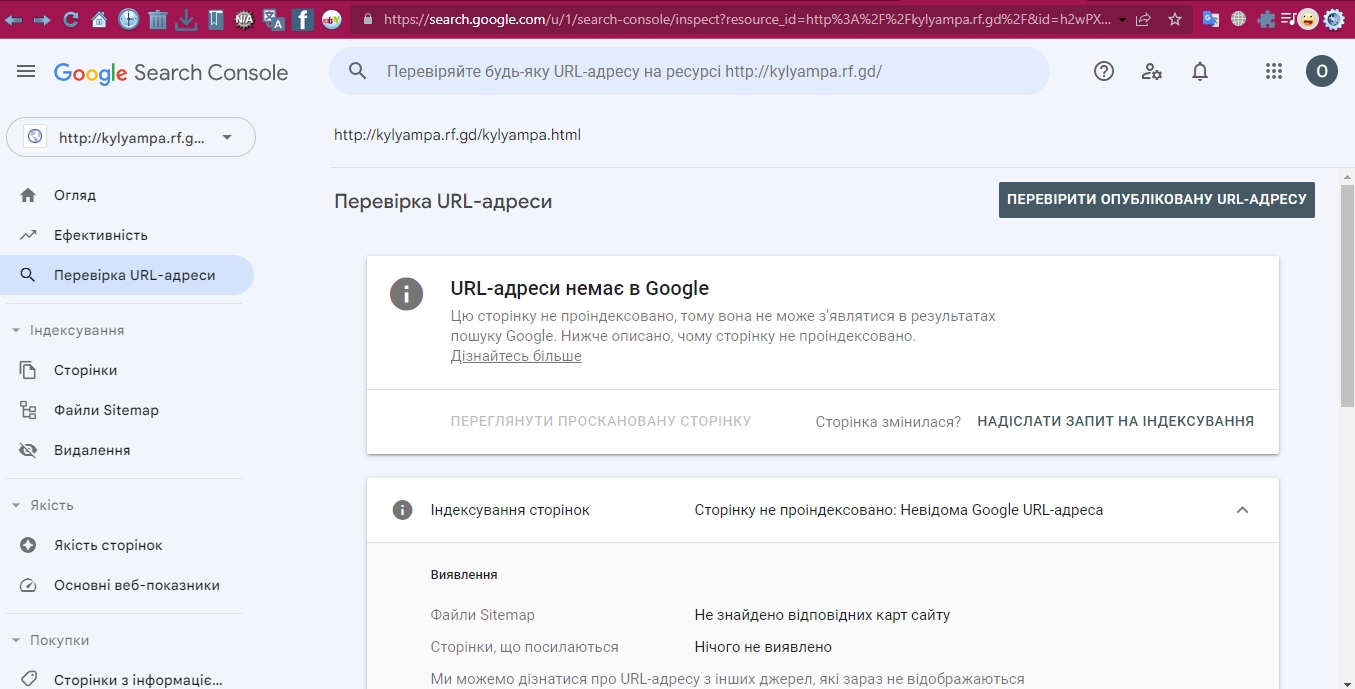 https://search.google.com/u/1/search-console/inspect?resource_id=http%3A%2F%2Fkylyampa.rf.gd%2F&id=h2wPX...
Google Search Console
Перевіряйте будь-яку URL-адресу на ресурсі http://kylyampa.rf.gd/
O
http://kylyampa.rf.g...
http://kylyampa.rf.gd/kylyampa.html
Огляд
Ефективність
Перевірка URL-адреси
Індексування
Сторінки
Файли Sitemap
Видалення
Якість
Якість сторінок
Основні веб-показники
Покупки
Сторінки з інформаціє...
Перевірка URL-адреси
ПЕРЕВІРИТИ ОПУБЛІКОВАНУ URL-АДРЕСУ
URL-адреси немає в Google
Цю сторінку не проіндексовано, тому вона не може з’являтися в результатах
пошуку Google. Нижче описано, чому сторінку не проіндексовано.
Дізнайтесь більше
ПЕРЕГЛЯНУТИ ПРОСКАНОВАНУ СТОРІНКУ
Сторінка змінилася? НАДІСЛАТИ ЗАПИТ НА ІНДЕКСУВАННЯ
Індексування сторінок
Сторінку не проіндексовано: Невідома Google URL-адреса
Виявлення
Файли Sitemap
Не знайдено відповідних карт сайту
Сторінки, що посилаються
Нічого не виявлено
Ми можемо дізнатися про URL-адресу з інших джерел, які зараз не відображаються